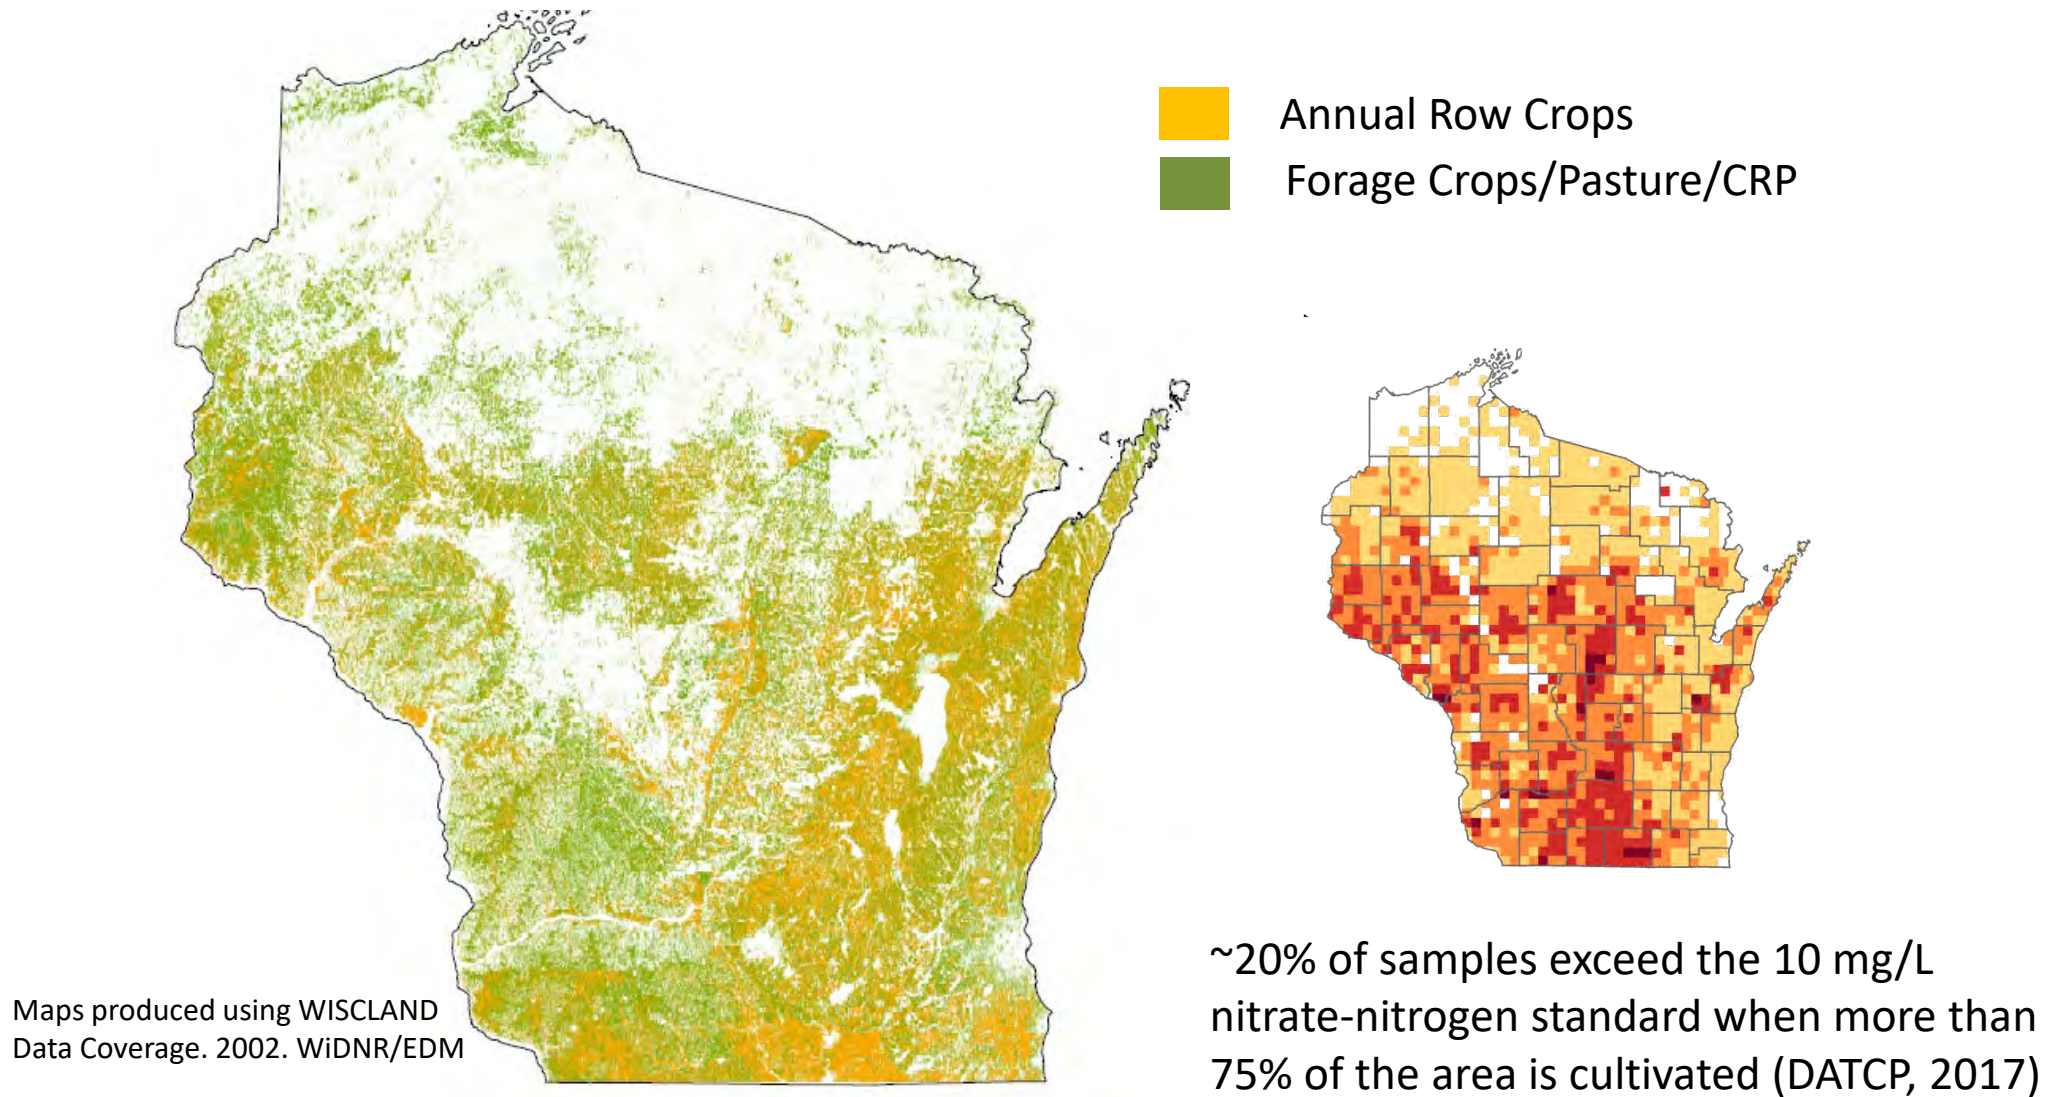 Annual Row Crops
Forage Crops/Pasture/CRP
~20% of samples exceed the 10 mg/L
nitrate-nitrogen standard when more than
75% of the area is cultivated (DATCP, 2017)
Maps produced using WISCLAND
Data Coverage. 2002. WiDNR/EDM